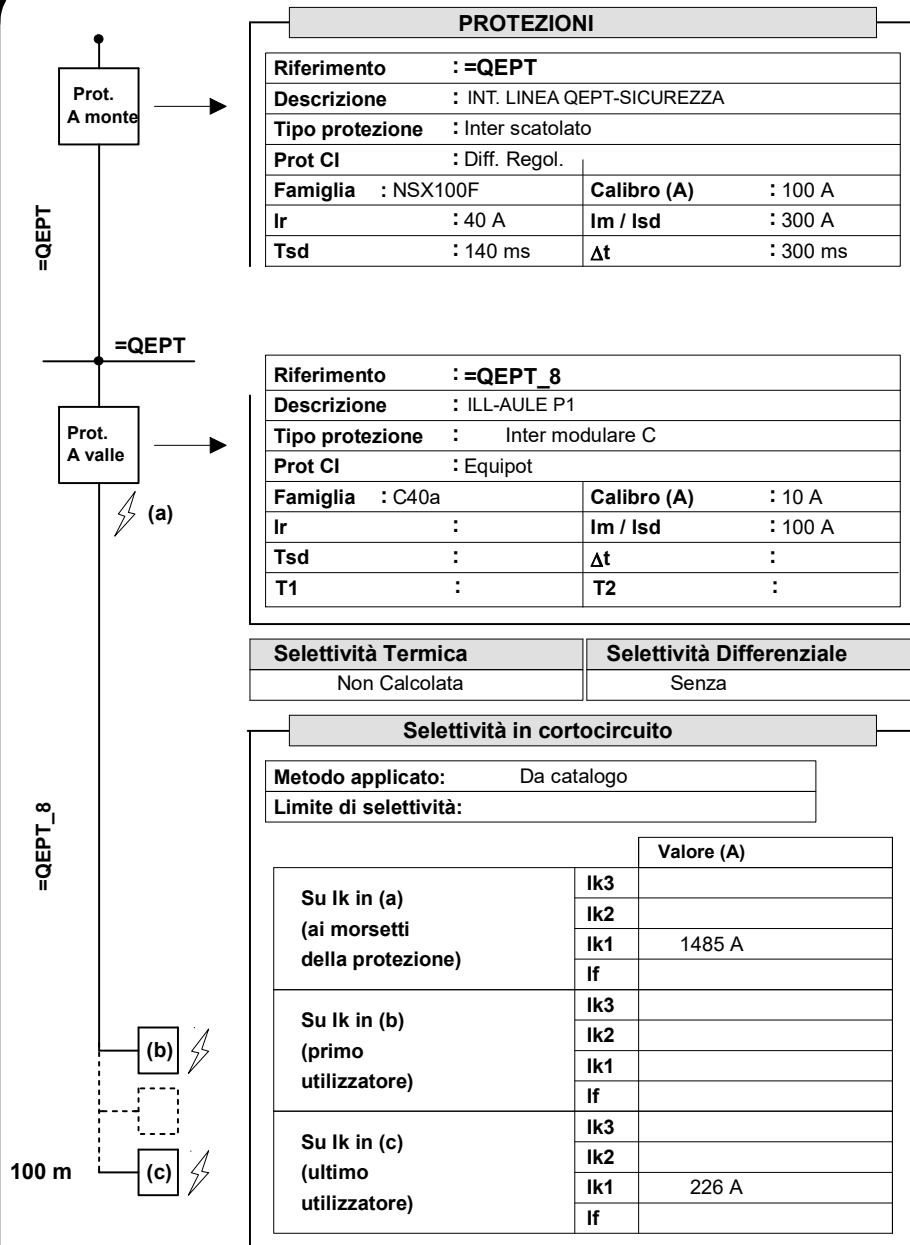 PROTEZIONI
Prot.
A monte
Riferimento : =QEPT
Descrizione : INT. LINEA QEPT-SICUREZZA
Tipo protezione : Inter scatolato
Prot CI : Diff. Regol.
Famiglia : NSX100F Calibro (A) : 100 A
Ir : 40 A Im / Isd : 300 A
Tsd : 140 ms Δt : 300 ms
=QEPT
=QEPT
Prot.
A valle
(a)
Riferimento : =QEPT_8
Descrizione : ILL-AULE P1
Tipo protezione : Inter modulare C
Prot CI : Equipot
Famiglia : C40a Calibro (A) : 10 A
Ir : Im / Isd : 100 A
Tsd : Δt :
T1 : T2 :
Selettività Termica Selettività Differenziale
Non Calcolata Senza
Selettività in cortocircuito
Metodo applicato: Da catalogo
Limite di selettività:
=QEPT_8
Valore (A)
Su Ik in (a)
(ai morsetti
della protezione)
Ik3
Ik2
Ik1 1485 A
If
Su Ik in (b)
(primo
utilizzatore)
Ik3
Ik2
Ik1
If
(b)
Su Ik in (c)
(ultimo
utilizzatore)
Ik3
Ik2
Ik1 226 A
If
100 m (c)